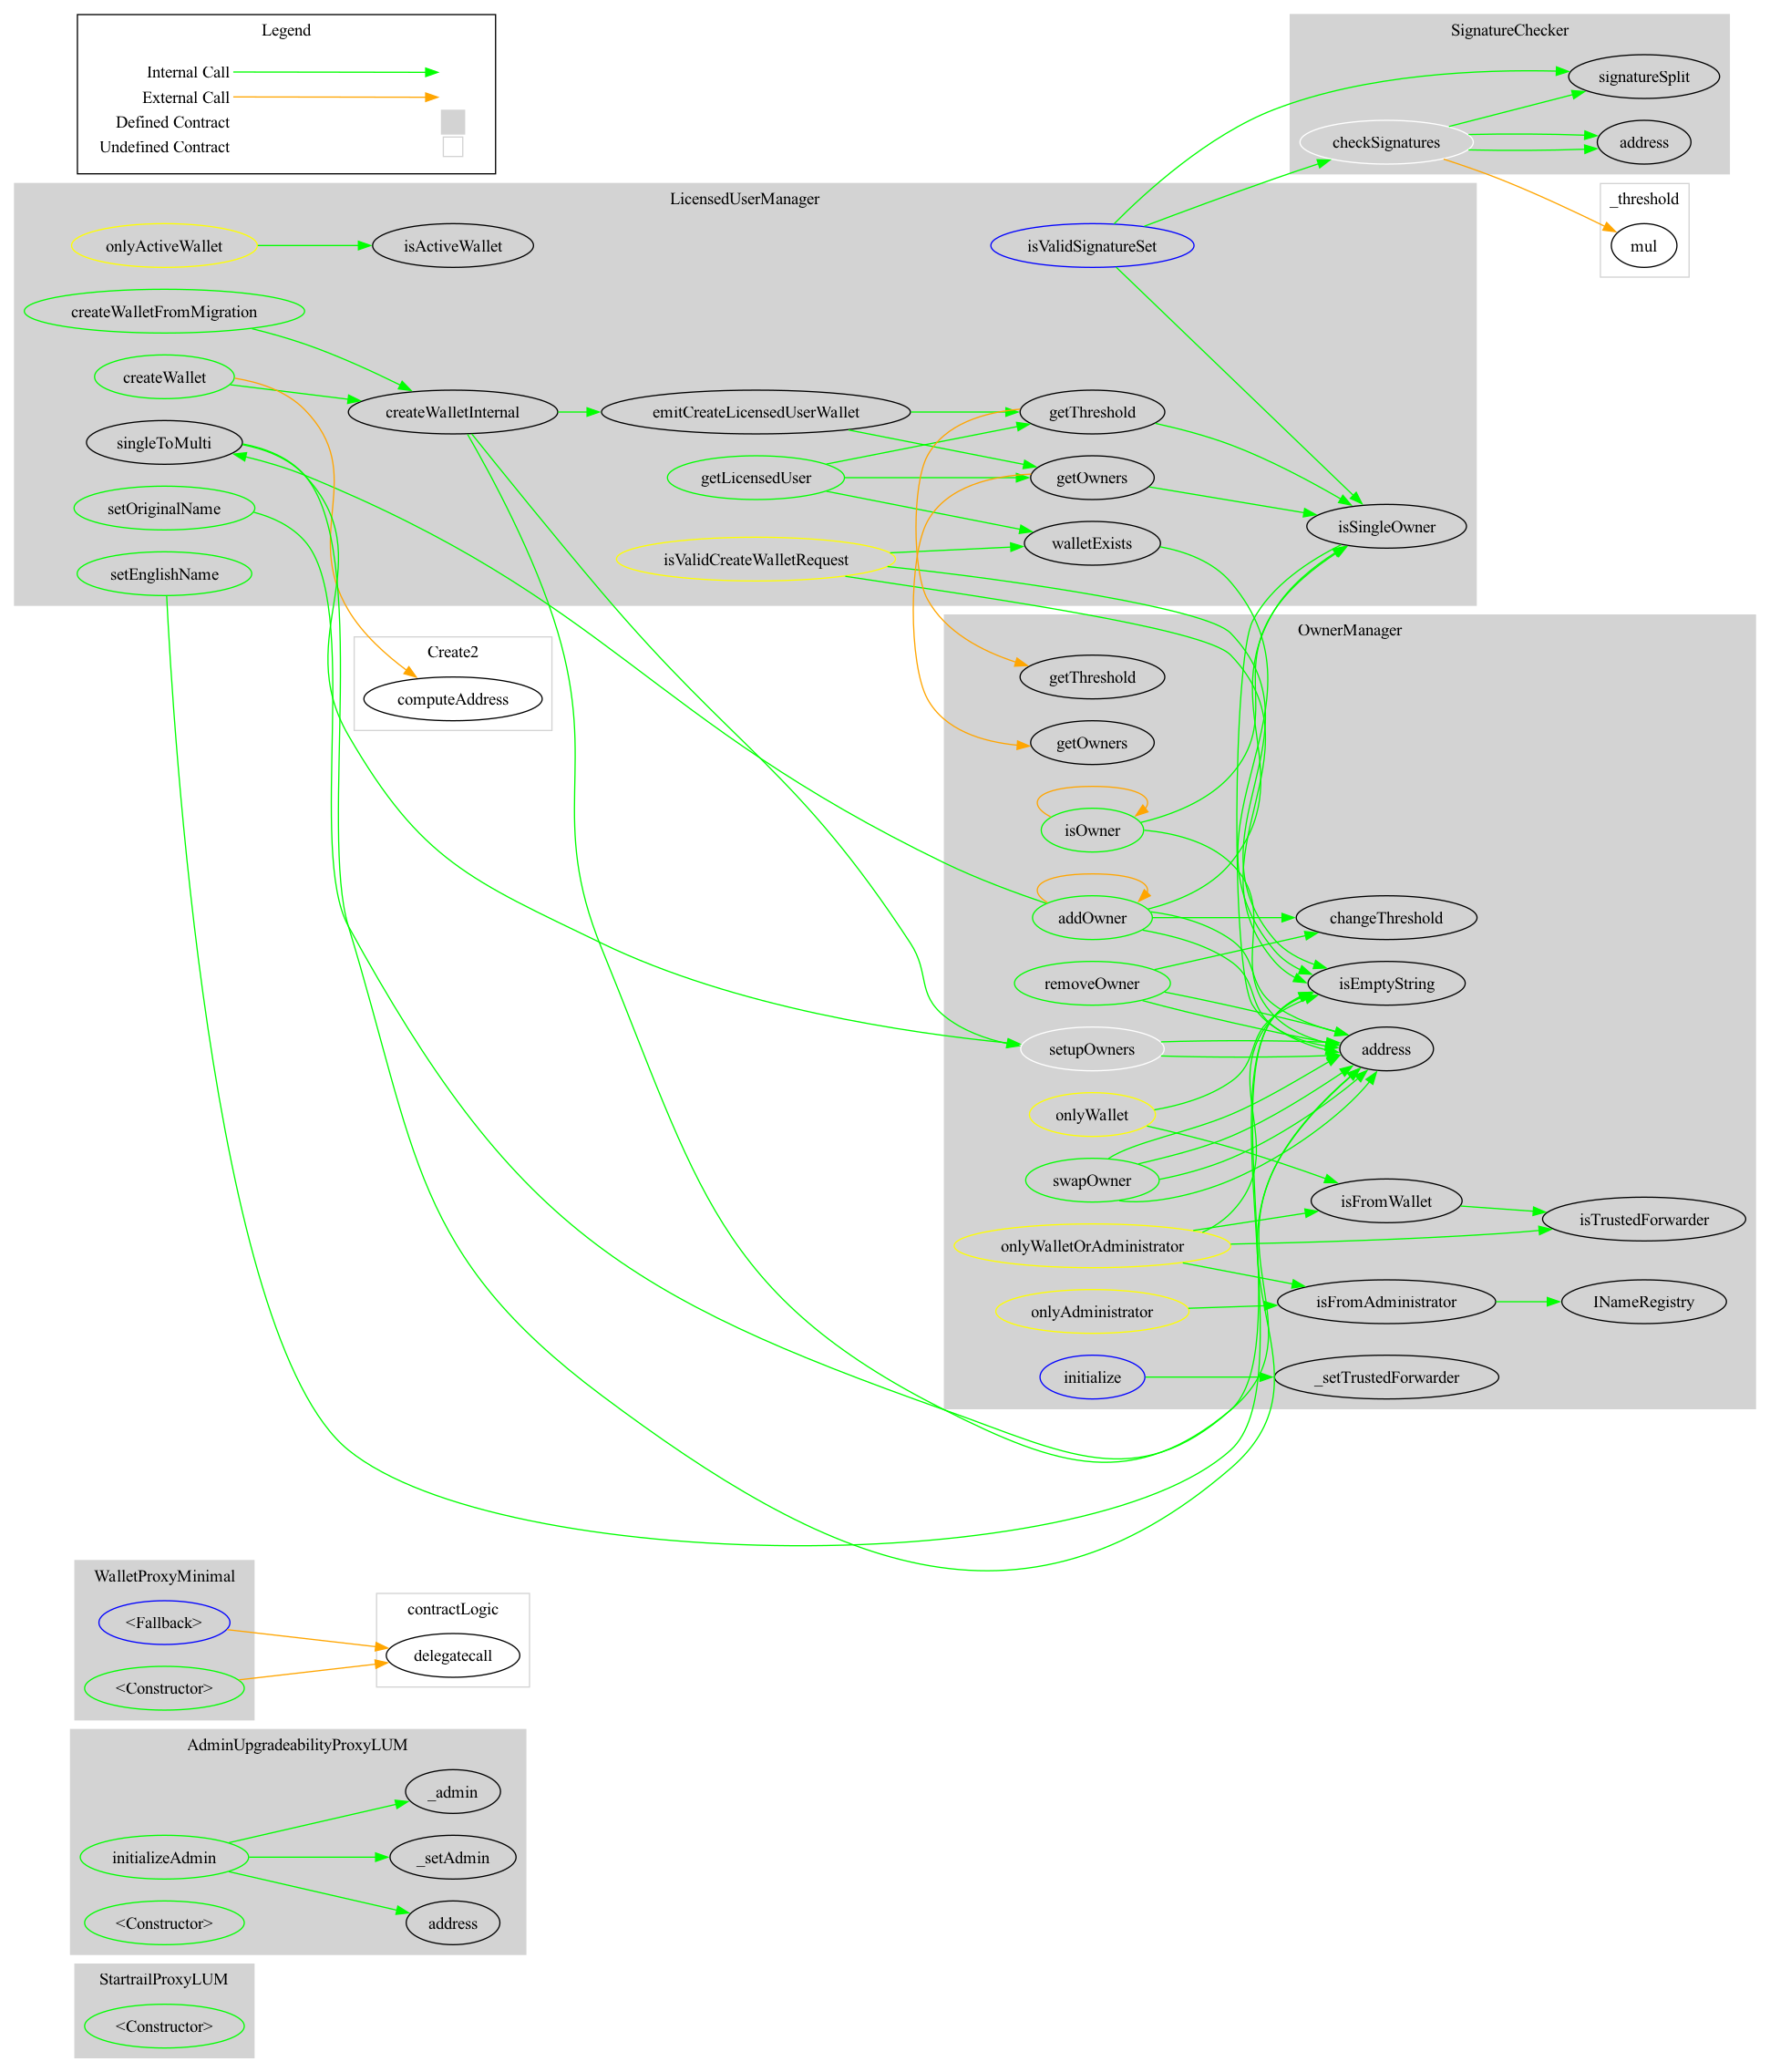 Legend
Internal Call
External Call
Defined Contract
Undefined Contract
SignatureChecker
signatureSplit
checkSignatures
address
_threshold
mul
LicensedUserManager
onlyActiveWallet
isActiveWallet
isValidSignatureSet
createWalletFromMigration
createWallet
createWalletInternal
emitCreateLicensedUserWallet
getThreshold
singleToMulti
getLicensedUser
getOwners
setOriginalName
isSingleOwner
walletExists
isValidCreateWalletRequest
setEnglishName
Create2
computeAddress
OwnerManager
getThreshold
getOwners
isOwner
addOwner
changeThreshold
removeOwner
isEmptyString
setupOwners
address
onlyWallet
swapOwner
isFromWallet
isTrustedForwarder
onlyWalletOrAdministrator
isFromAdministrator
INameRegistry
onlyAdministrator
initialize
_setTrustedForwarder
WalletProxyMinimal
<Fallback>
<Constructor>
contractLogic
delegatecall
AdminUpgradeabilityProxyLUM
_admin
initializeAdmin
_setAdmin
<Constructor>
address
StartrailProxyLUM
<Constructor>